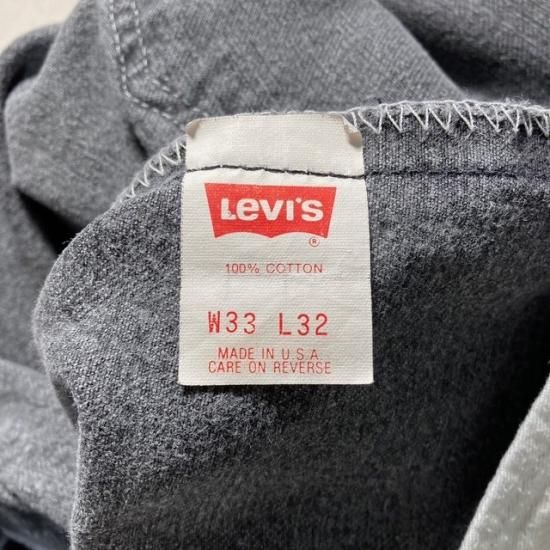 Levi's
®
100% COTTON
W33 L32
MADE IN U.S.A.
CARE ON REVERSE